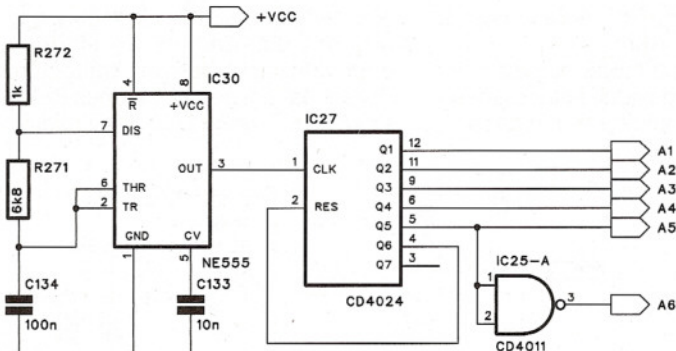 +VCC
R272
1k
IC30
4
8
R
+VCC
7
DIS
IC27
R271
6k8
OUT
3
1
CLK
Q1
12
A1
Q2
11
A2
6
THR
Q3
9
A3
2
TR
2
RES
Q4
6
A4
Q5
5
A5
GND
CV
Q6
4
IC25-A
1
5
NE555
Q7
3
C134
C133
CD4024
1
2
3
A6
100n
10n
CD4011